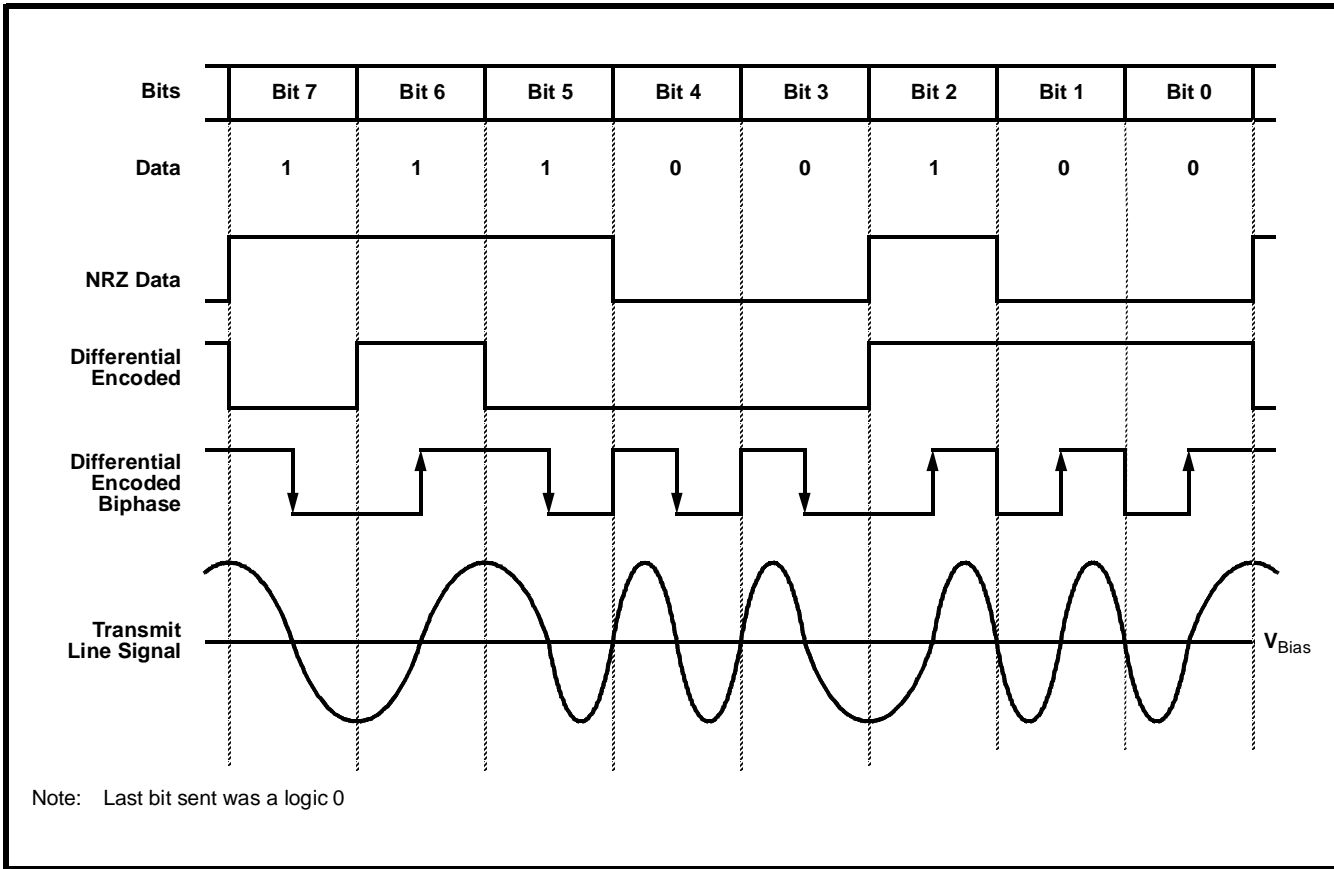 Bits Bit 7 Bit 6 Bit 5 Bit 4 Bit 3 Bit 2 Bit 1 Bit 0
Data 1 1 1 0 0 1 0 0
NRZ Data
Differential
Encoded
Differential
Encoded
Biphase
Transmit
Line Signal
VBias
Note: Last bit sent was a logic 0